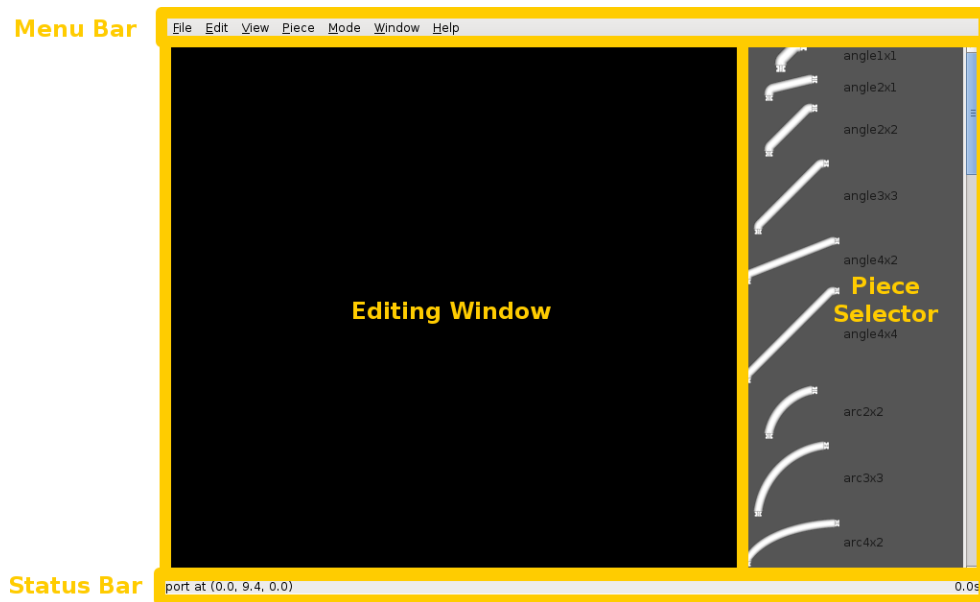 Menu Bar
File Edit View Piece Mode Window Help
angle1x1
angle2x1
angle2x2
angle3x3
angle4x2
Piece
Selector
Editing Window
angle4x4
arc2x2
arc3x3
arc4x2
Status Bar
port at (0.0, 9.4, 0.0) 0.0s